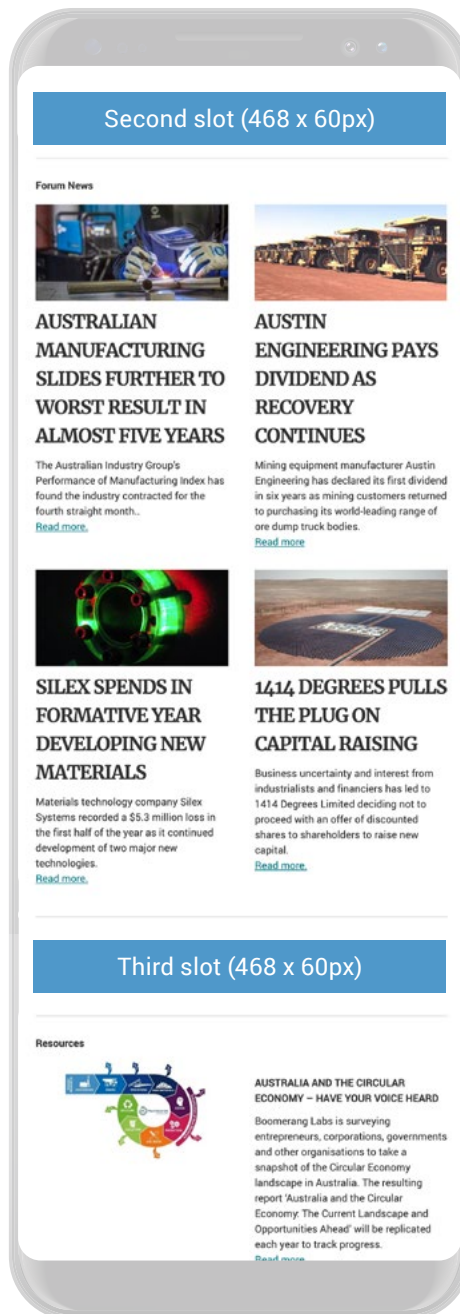 Second slot (468 x 60px)
Forum News
AUSTRALIAN
MANUFACTURING
SLIDES FURTHER TO
WORST RESULT IN
ALMOST FIVE YEARS
The Australian Industry Group's
Performance of Manufacturing Index has
found the industry contracted for the
fourth straight month..
Read more.
AUSTIN
ENGINEERING PAYS
DIVIDEND AS
RECOVERY
CONTINUES
Mining equipment manufacturer Austin
Engineering has declared its first dividend
in six years as mining customers returned
to purchasing its world-leading range of
ore dump truck bodies.
Read more
SILEX SPENDS IN
FORMATIVE YEAR
DEVELOPING NEW
MATERIALS
Materials technology company Silex
Systems recorded a $5.3 million loss in
the first half of the year as it continued
development of two major new
technologies.
Read more.
1414 DEGREES PULLS
THE PLUG ON
CAPITAL RAISING
Business uncertainty and interest from
industrialists and financiers has led to
1414 Degrees Limited deciding not to
proceed with an offer of discounted
shares to shareholders to raise new
capital.
Read more.
Third slot (468 x 60px)
Resources
AUSTRALIA AND THE CIRCULAR
ECONOMY – HAVE YOUR VOICE HEARD
Boomerang Labs is surveying
entrepreneurs, corporations, governments
and other organisations to take a
snapshot of the Circular Economy
landscape in Australia. The resulting
report 'Australia and the Circular
Economy: The Current Landscape and
Opportunities Ahead' will be replicated
each year to track progress.
Read more